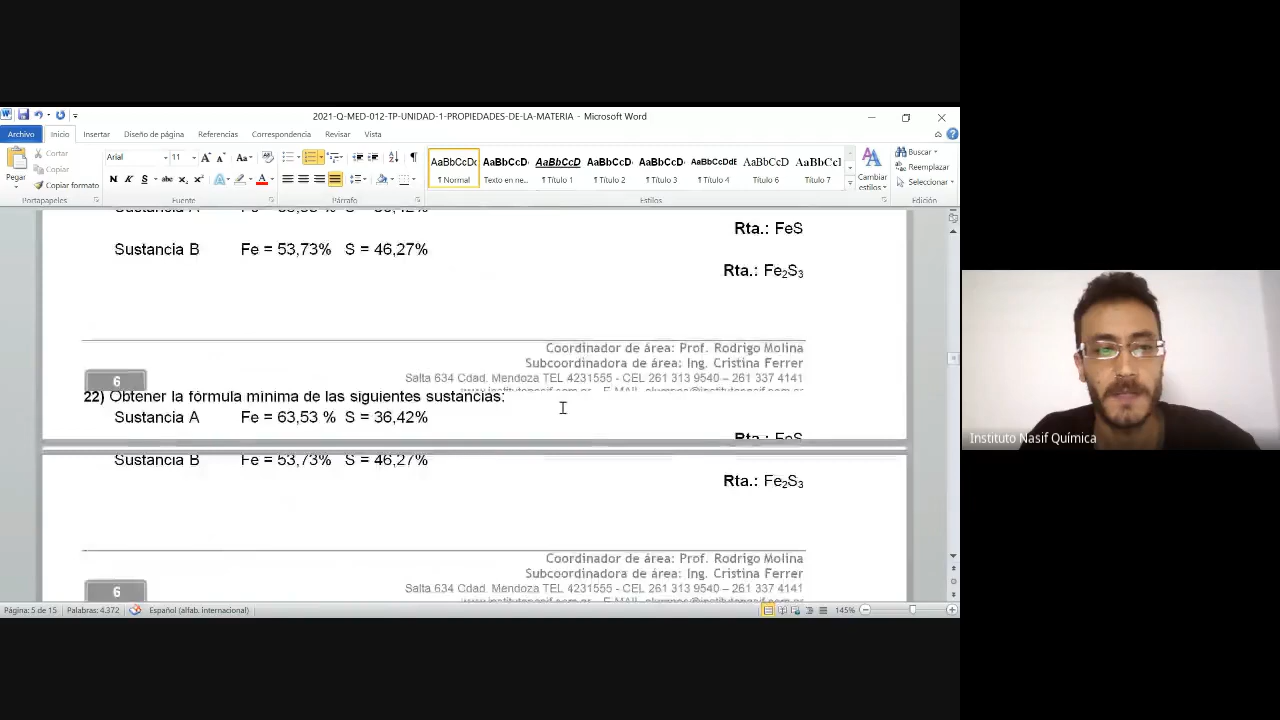 2021-Q-MED-012-TP-UNIDAD-1-PROPIEDADES-DE-LA-MATERIA - Microsoft Word
Archivo Inicio Insertar Diseño de página Referencias Correspondencia Revisar Vista
Pegar
Cortar
Copiar
Copiar formato
Portapapeles
Arial 11
Fuente
Párrafo
AaBbCcDc AaBbCcD AaBbCcD AaBbCcD AaBbCcD AaBbCcDdE AaBbCcDc AaBbCcI
¶ Normal Texto en ne... ¶ Título 1 ¶ Título 2 ¶ Título 3 ¶ Título 4 Título 6 ¶ Título 7
Estilos
Cambiar estilos
Buscar
Reemplazar
Seleccionar
Edición
Sustancia A
Rta.: FeS
Sustancia B Fe = 53,73% S = 46,27%
Rta.: Fe₂S₃
Coordinador de área: Prof. Rodrigo Molina
Subcoordinadora de área: Ing. Cristina Ferrer
Salta 634 Cdad. Mendoza TEL 4231555 - CEL 261 313 9540 – 261 337 4141
6
22) Obtener la fórmula mínima de las siguientes sustancias:
Sustancia A Fe = 63,53 % S = 36,42%
Rta.: FeS
Sustancia B Fe = 53,73% S = 46,27%
Rta.: Fe₂S₃
Coordinador de área: Prof. Rodrigo Molina
Subcoordinadora de área: Ing. Cristina Ferrer
6
Salta 634 Cdad. Mendoza TEL 4231555 - CEL 261 313 9540 – 261 337 4141
Página: 5 de 15 Palabras: 4.372 Español (alfab. internacional) 145%
Instituto Nasif Química